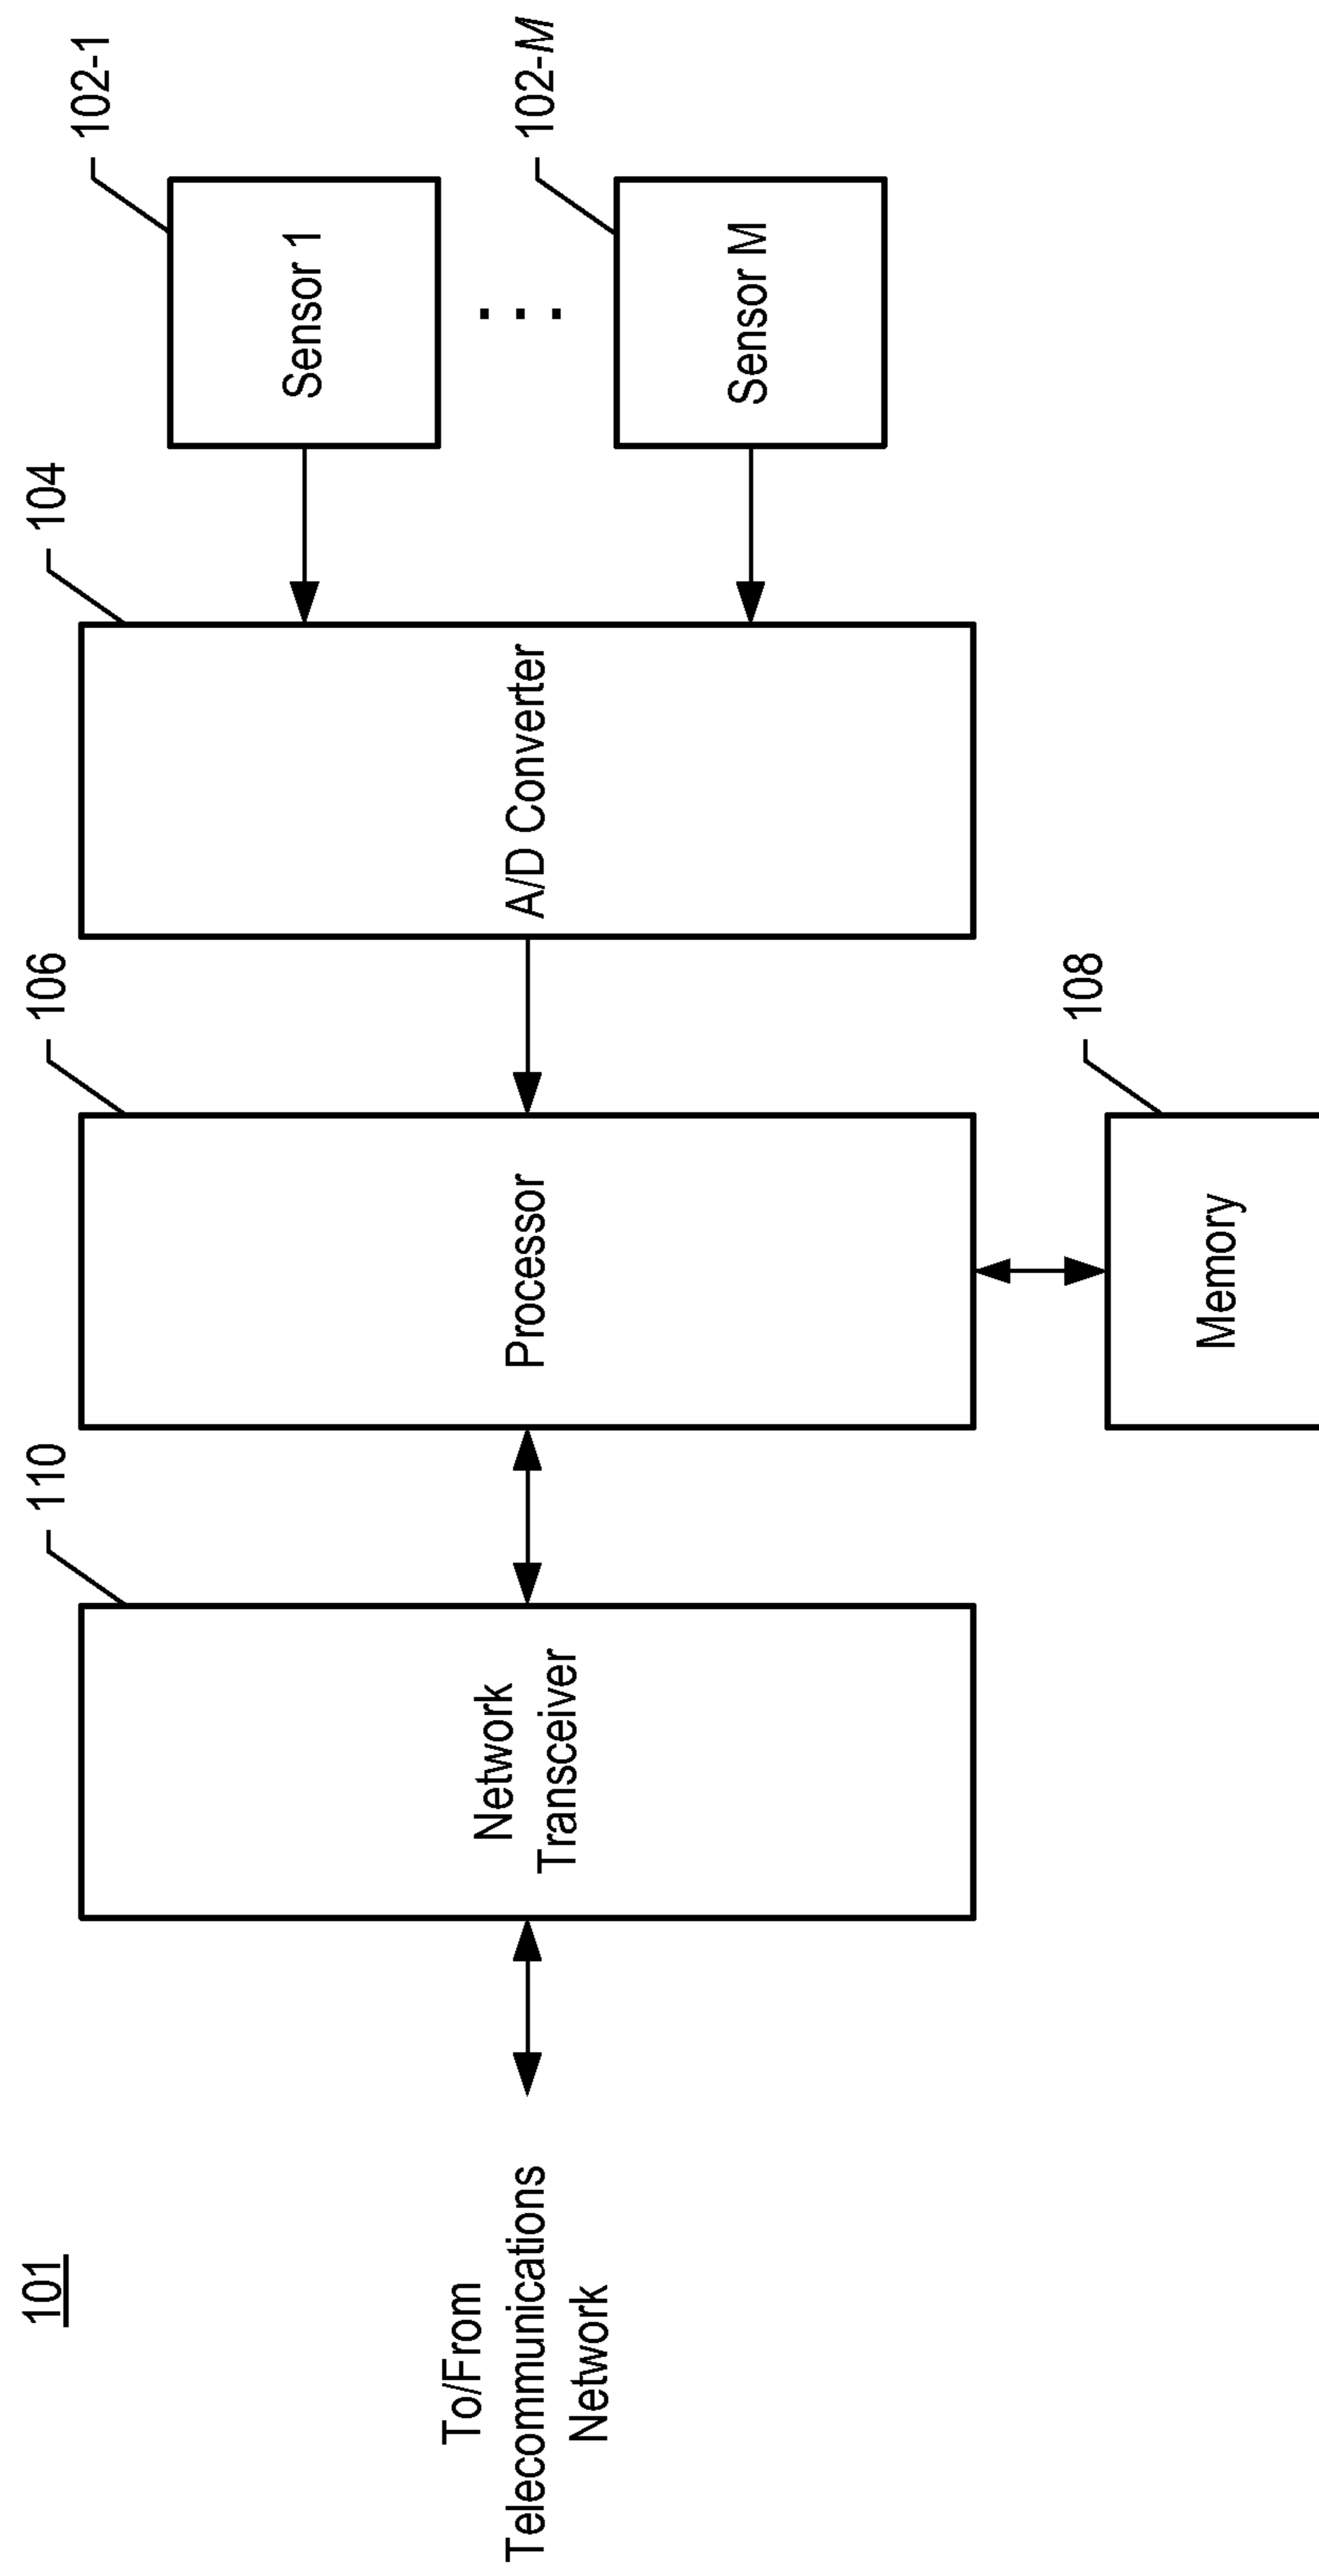 101
110
106
104
102-1
To/From
Telecommunications
Network
Network
Transceiver
Processor
A/D Converter
Sensor 1
102-M
Sensor M
108
Memory